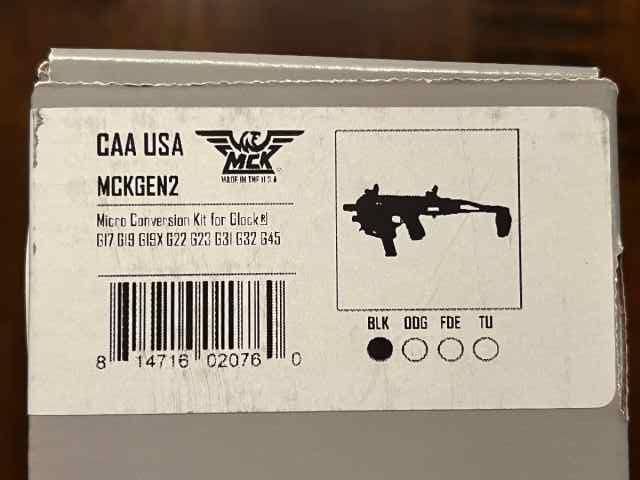 CAA USA
MCK
MADE IN THE U.S.A
MCKGEN2
Micro Conversion Kit for Glock®
G17 G19 G19X G22 G23 G31 G32 G45
8 14716 02076 0
BLK ODG FDE TU